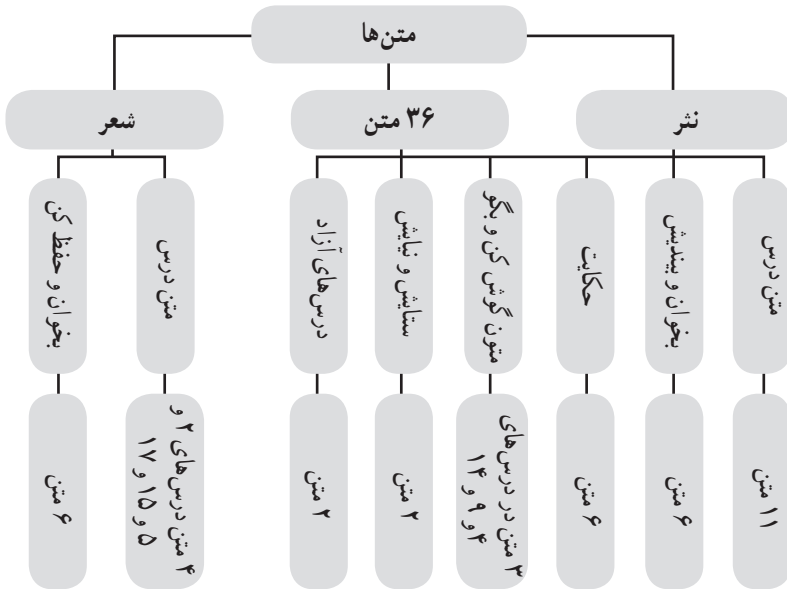 متن‌ها
نثر
۳۶ متن
شعر
متن درس
بخوان و بیندیش
حکایت
متون گوش کن و بگو
ستایش و نیایش
درس‌های آزاد
متن درس
بخوان و حفظ کن
۱۱ متن
۶ متن
۶ متن
۳ متن در درس‌های
۴ و ۹ و ۱۴
۲ متن
۲ متن
۴ متن درس‌های ۲ و
۵ و ۱۵ و ۱۷
۶ متن